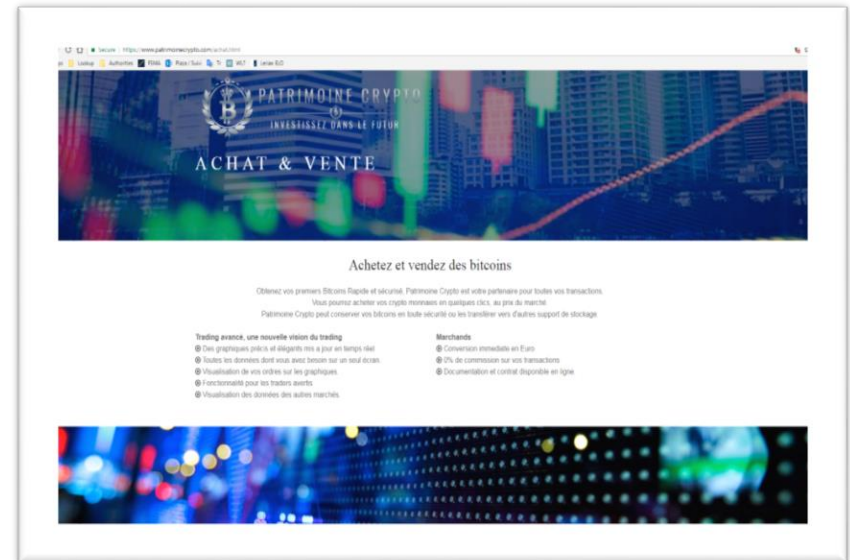 Secure https://www.patrimoinecrypto.com/achat.html
Lookup Authorities
PATRIMOINE CRYPTO
INVESTISSEZ DANS LE FUTUR
ACHAT & VENTE
Achetez et vendez des bitcoins
Obtenez vos premiers Bitcoins Rapide et sécurisé, Patrimoine Crypto est votre partenaire pour toutes vos transactions.
Vous pourrez acheter vos crypto monnaies en quelques clics, au prix du marché
Patrimoine Crypto peut conserver vos bitcoins en toute sécurité ou les transférer vers d'autres support de stockage
Trading avancé, une nouvelle vision du trading
Des graphiques précis et élégants mis a jour en temps réel
Toutes les données dont vous avez besoin sur un seul écran.
Visualisation de vos ordres sur les graphiques
Fonctionnalité pour les traders avertis
Visualisation des données des autres marchés.
Marchands
Conversion immediate en Euro
0% de commission sur vos transactions
Documentation et contrat disponible en ligne